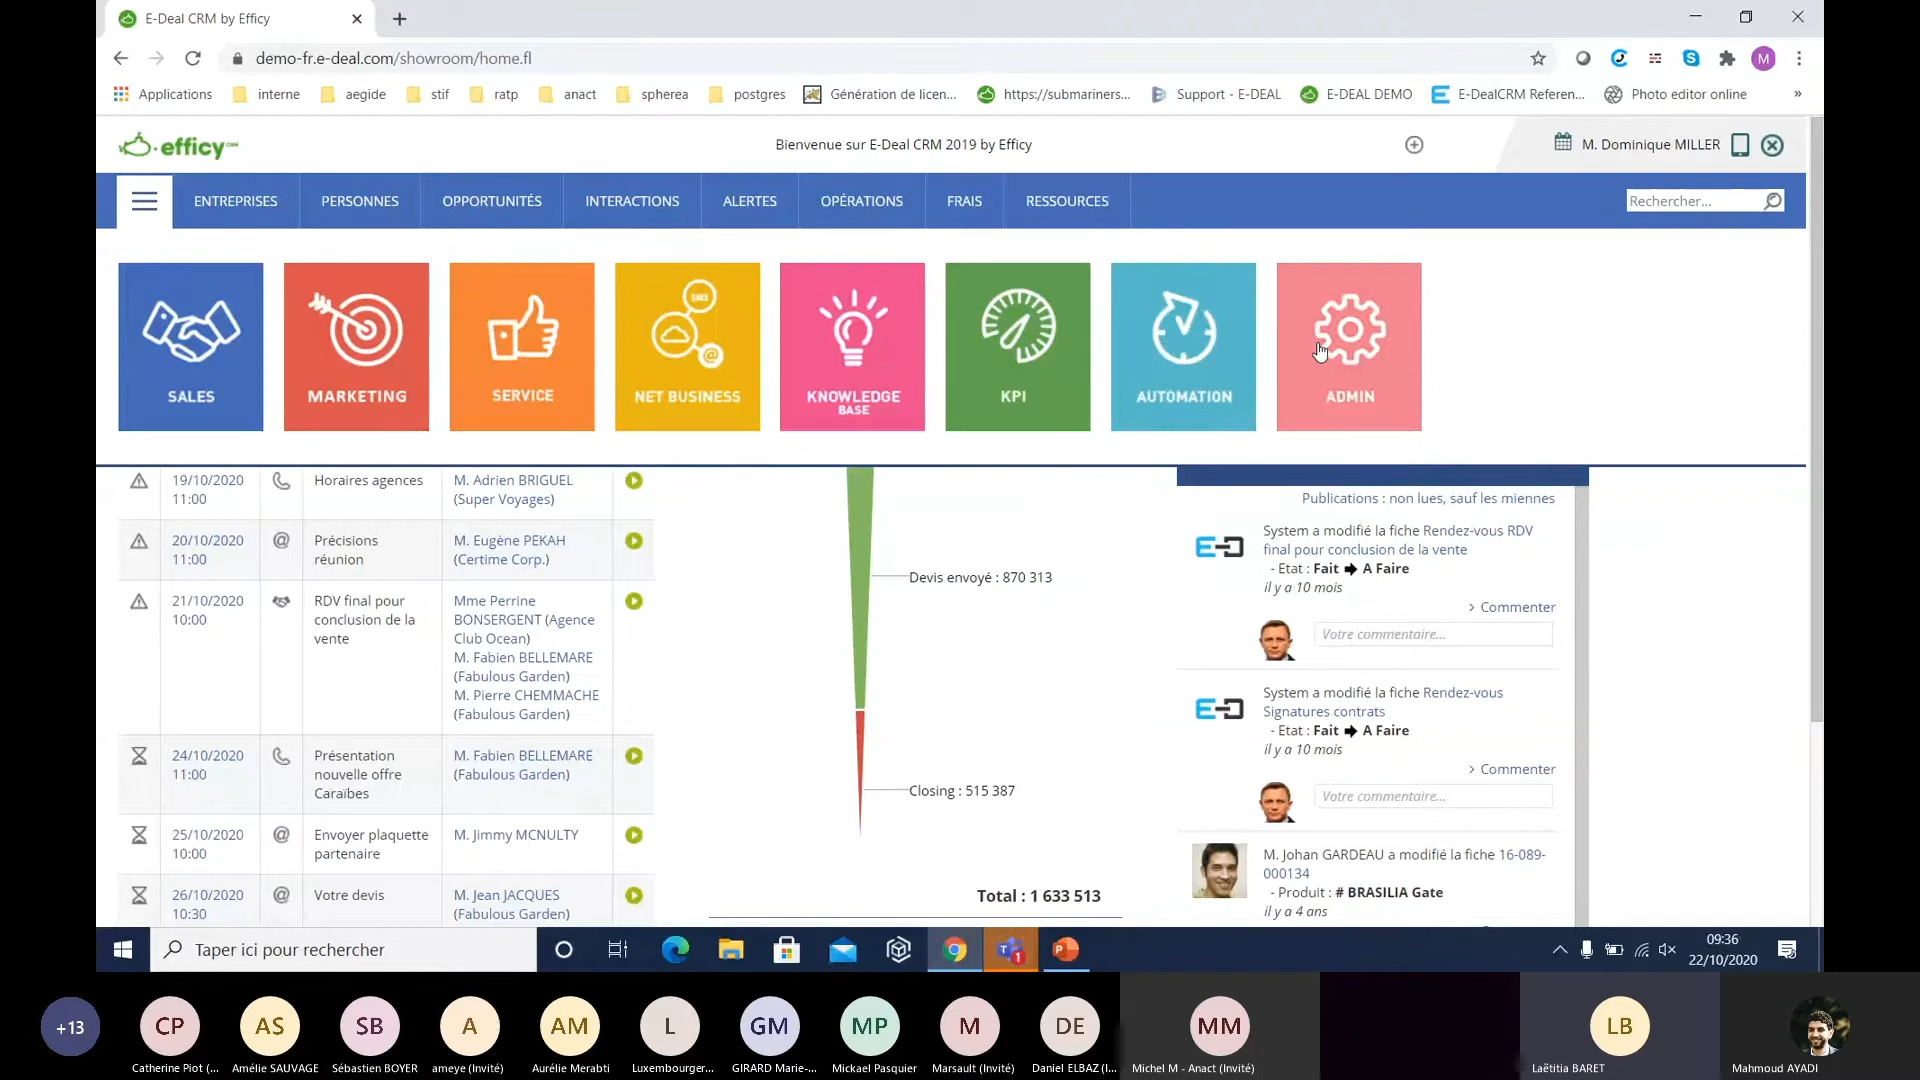 E-Deal CRM by Efficy
demo-fr.e-deal.com/showroom/home.fl
M
Applications
interne
aegide
stif
ratp
anact
spherea
postgres
Génération de licen...
https://submariners...
Support - E-DEAL
E-DEAL DEMO
E-DealCRM Referen...
Photo editor online
»
efficy
Bienvenue sur E-Deal CRM 2019 by Efficy
M. Dominique MILLER
ENTREPRISES
PERSONNES
OPPORTUNITÉS
INTERACTIONS
ALERTES
OPÉRATIONS
FRAIS
RESSOURCES
Rechercher...
SALES
MARKETING
SERVICE
SMS
@
NET BUSINESS
KNOWLEDGE
BASE
KPI
AUTOMATION
ADMIN
19/10/2020
11:00
Horaires agences
M. Adrien BRIGUEL
(Super Voyages)
20/10/2020
11:00
@
Précisions
réunion
M. Eugène PEKAH
(Certime Corp.)
21/10/2020
10:00
RDV final pour
conclusion de la
vente
Mme Perrine
BONSERGENT (Agence
Club Ocean)
M. Fabien BELLEMARE
(Fabulous Garden)
M. Pierre CHEMMACHE
(Fabulous Garden)
24/10/2020
11:00
Présentation
nouvelle offre
Caraïbes
M. Fabien BELLEMARE
(Fabulous Garden)
25/10/2020
10:00
@
Envoyer plaquette
partenaire
M. Jimmy MCNULTY
26/10/2020
10:30
@
Votre devis
M. Jean JACQUES
(Fabulous Garden)
Devis envoyé : 870 313
Closing : 515 387
Total : 1 633 513
Publications : non lues, sauf les miennes
System a modifié la fiche Rendez-vous RDV
final pour conclusion de la vente
- Etat : Fait 🡆 A Faire
il y a 10 mois
> Commenter
Votre commentaire...
System a modifié la fiche Rendez-vous
Signatures contrats
- Etat : Fait 🡆 A Faire
il y a 10 mois
> Commenter
Votre commentaire...
M. Johan GARDEAU a modifié la fiche 16-089-
000134
- Produit : # BRASILIA Gate
il y a 4 ans
Taper ici pour rechercher
1
09:36
22/10/2020
+13
CP
AS
SB
A
AM
L
GM
MP
M
DE
MM
LB
Catherine Piot (...
Amélie SAUVAGE
Sébastien BOYER
ameye (Invité)
Aurélie Merabti
Luxembourger...
GIRARD Marie-...
Mickael Pasquier
Marsault (Invité)
Daniel ELBAZ (I...
Michel M - Anact (Invité)
Laëtitia BARET
Mahmoud AYADI